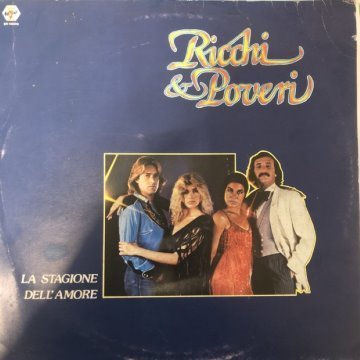 Ricchi
& Poveri
LA STAGIONE
DELL'AMORE